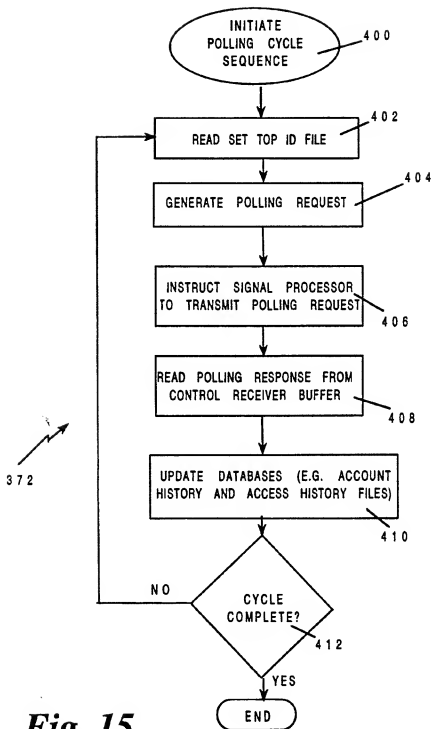 INITIATE
POLLING CYCLE
SEQUENCE
400
402
READ SET TOP ID FILE
404
GENERATE POLLING REQUEST
INSTRUCT SIGNAL PROCESSOR
TO TRANSMIT POLLING REQUEST
406
READ POLLING RESPONSE FROM
CONTROL RECEIVER BUFFER
408
372
UPDATE DATABASES (E.G. ACCOUNT
HISTORY AND ACCESS HISTORY FILES)
410
NO
CYCLE
COMPLETE?
412
YES
END
Fig. 15